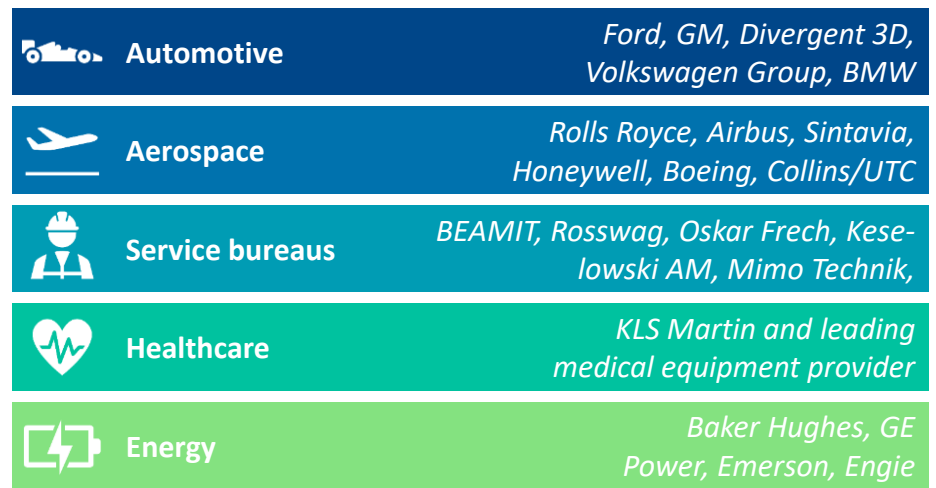 Automotive
Ford, GM, Divergent 3D,
Volkswagen Group, BMW
Aerospace
Rolls Royce, Airbus, Sintavia,
Honeywell, Boeing, Collins/UTC
Service bureaus
BEAMIT, Rosswag, Oskar Frech, Kese-
lowski AM, Mimo Technik,
Healthcare
KLS Martin and leading
medical equipment provider
Energy
Baker Hughes, GE
Power, Emerson, Engie